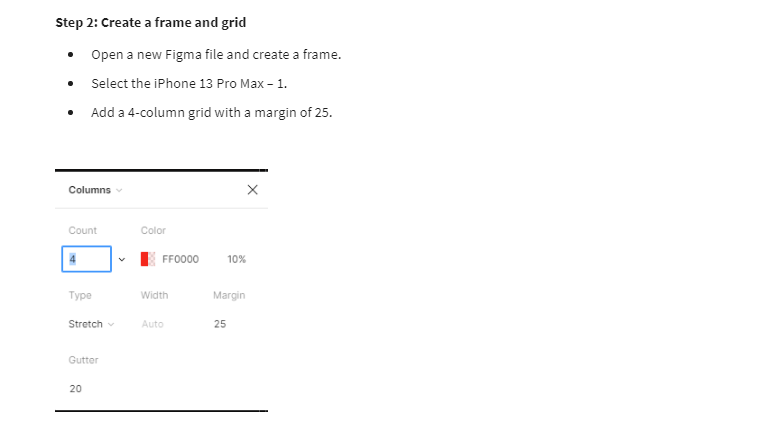 Step 2: Create a frame and grid
• Open a new Figma file and create a frame.
• Select the iPhone 13 Pro Max – 1.
• Add a 4-column grid with a margin of 25.
Columns
Count Color
4 FF0000 10%
Type Width Margin
Stretch Auto 25
Gutter
20